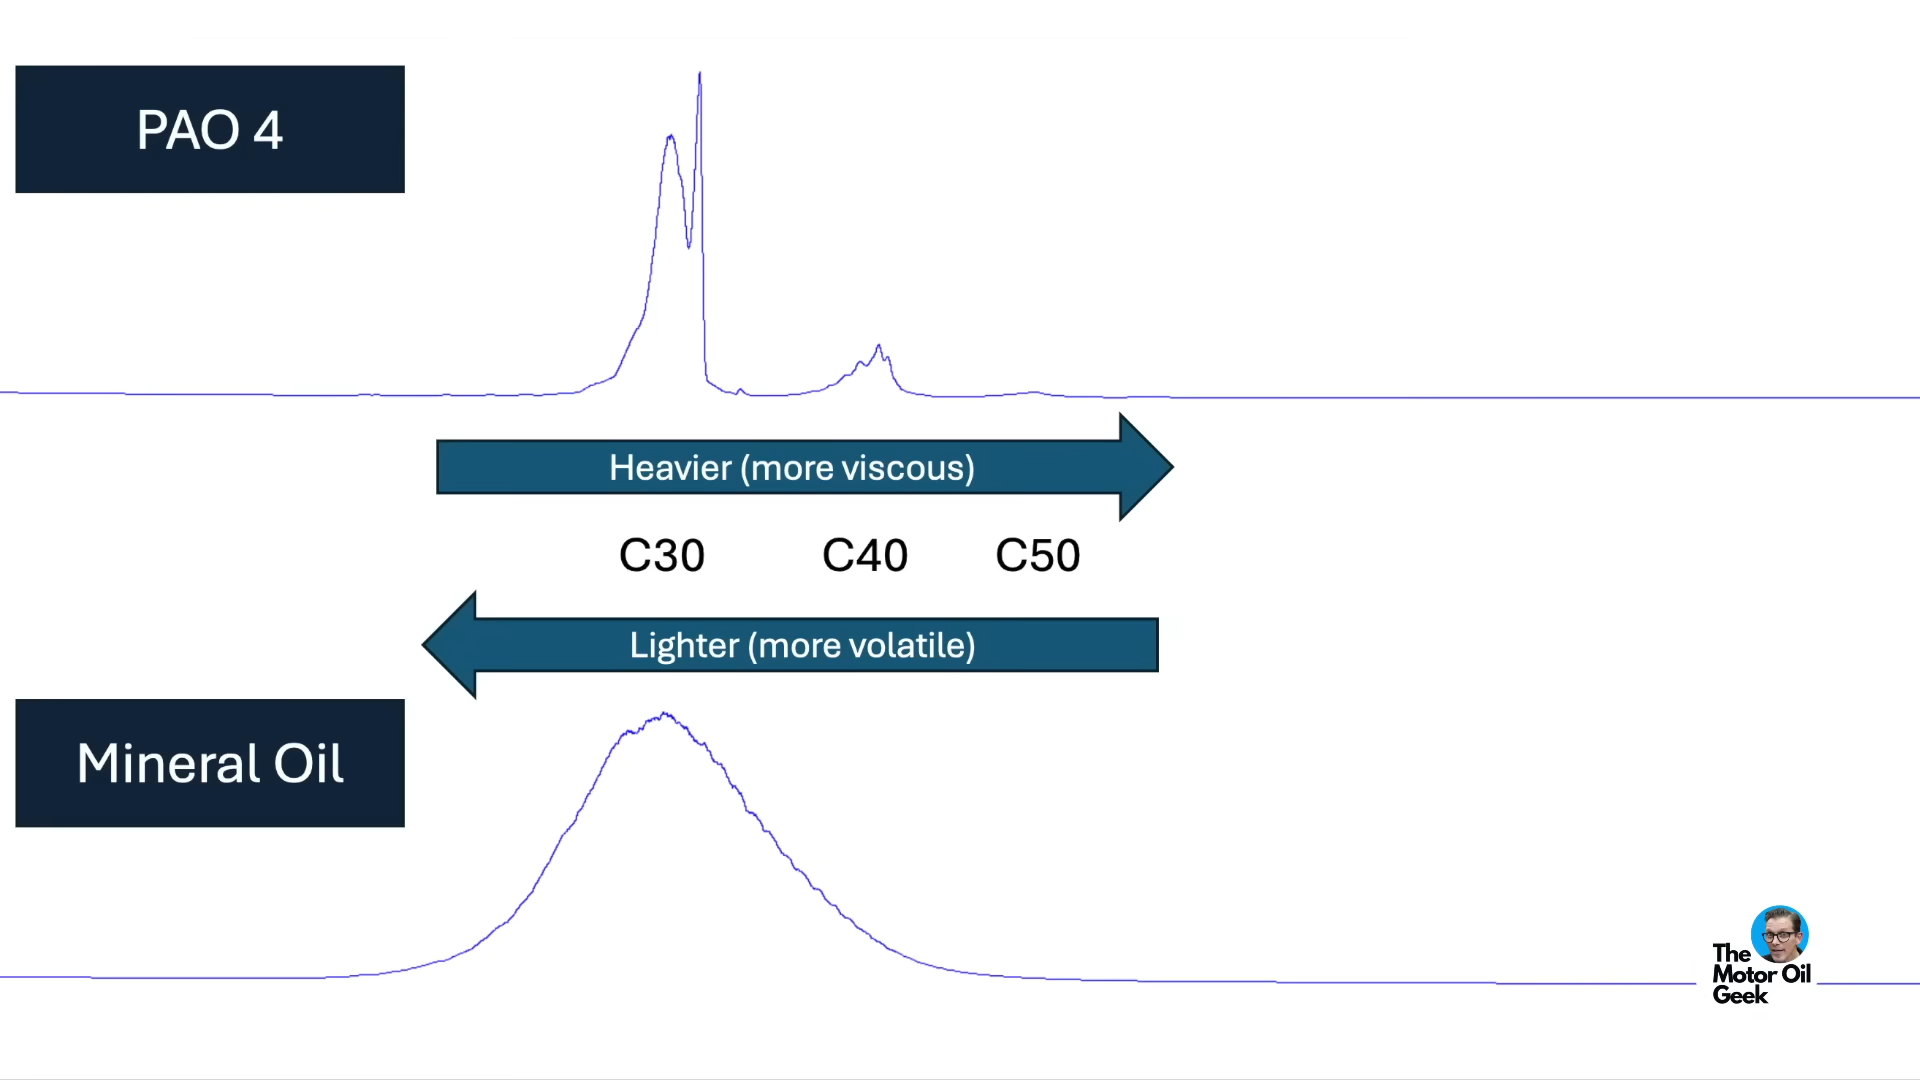 PAO 4
Heavier (more viscous)
C30 C40 C50
Lighter (more volatile)
Mineral Oil
The
Motor Oil
Geek